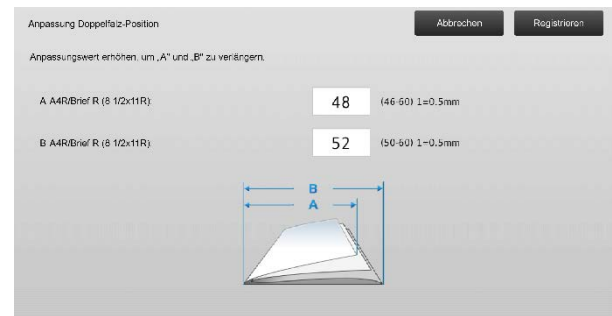 Anpassung Doppelfalz-Position
Abbrechen
Registrieren
Anpassungswert erhöhen, um „A" und „B" zu verlängern.
A A4R/Brief R (8 1/2x11R):
48
(46-60) 1=0.5mm
B A4R/Brief R (8 1/2x11R):
52
(50-60) 1=0.5mm
B
A